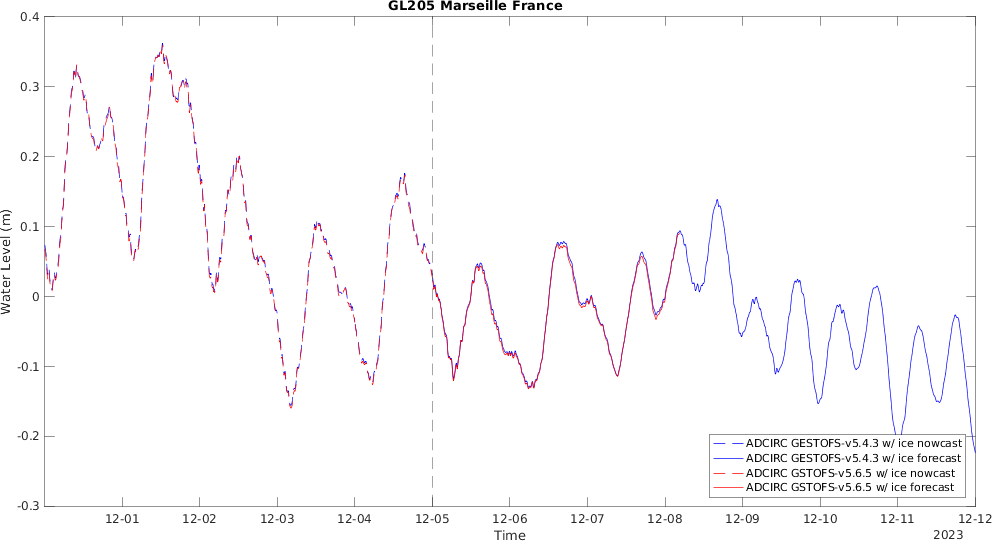 GL205 Marseille France
0.4
0.3
0.2
0.1
0
-0.1
-0.2
-0.3
Water Level (m)
ADCIRC GESTOFS-v5.4.3 w/ ice nowcast
ADCIRC GESTOFS-v5.4.3 w/ ice forecast
ADCIRC GSTOFS-v5.6.5 w/ ice nowcast
ADCIRC GSTOFS-v5.6.5 w/ ice forecast
12-01 12-02 12-03 12-04 12-05 12-06 12-07 12-08 12-09 12-10 12-11 12-12
Time
2023